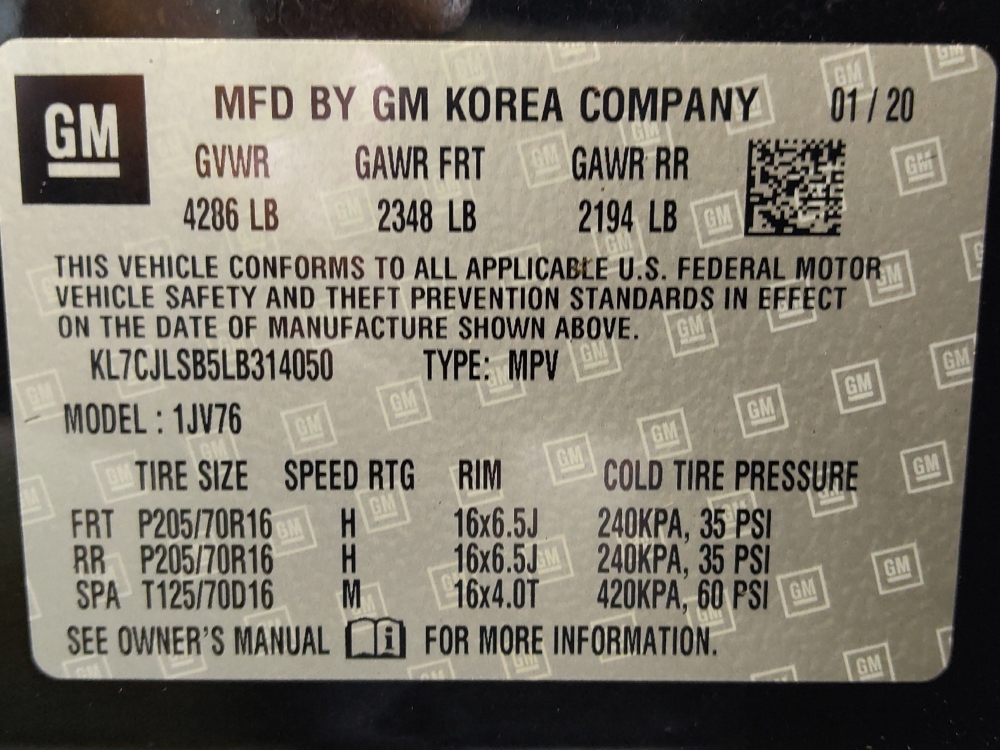 GM
MFD BY GM KOREA COMPANY 01 / 20
GVWR GAWR FRT GAWR RR
4286 LB 2348 LB 2194 LB
THIS VEHICLE CONFORMS TO ALL APPLICABLE U.S. FEDERAL MOTOR
VEHICLE SAFETY AND THEFT PREVENTION STANDARDS IN EFFECT
ON THE DATE OF MANUFACTURE SHOWN ABOVE.
KL7CJLSB5LB314050 TYPE: MPV
MODEL : 1JV76
TIRE SIZE SPEED RTG RIM COLD TIRE PRESSURE
FRT P205/70R16 H 16x6.5J 240KPA, 35 PSI
RR P205/70R16 H 16x6.5J 240KPA, 35 PSI
SPA T125/70D16 M 16x4.0T 420KPA, 60 PSI
SEE OWNER'S MANUAL FOR MORE INFORMATION.